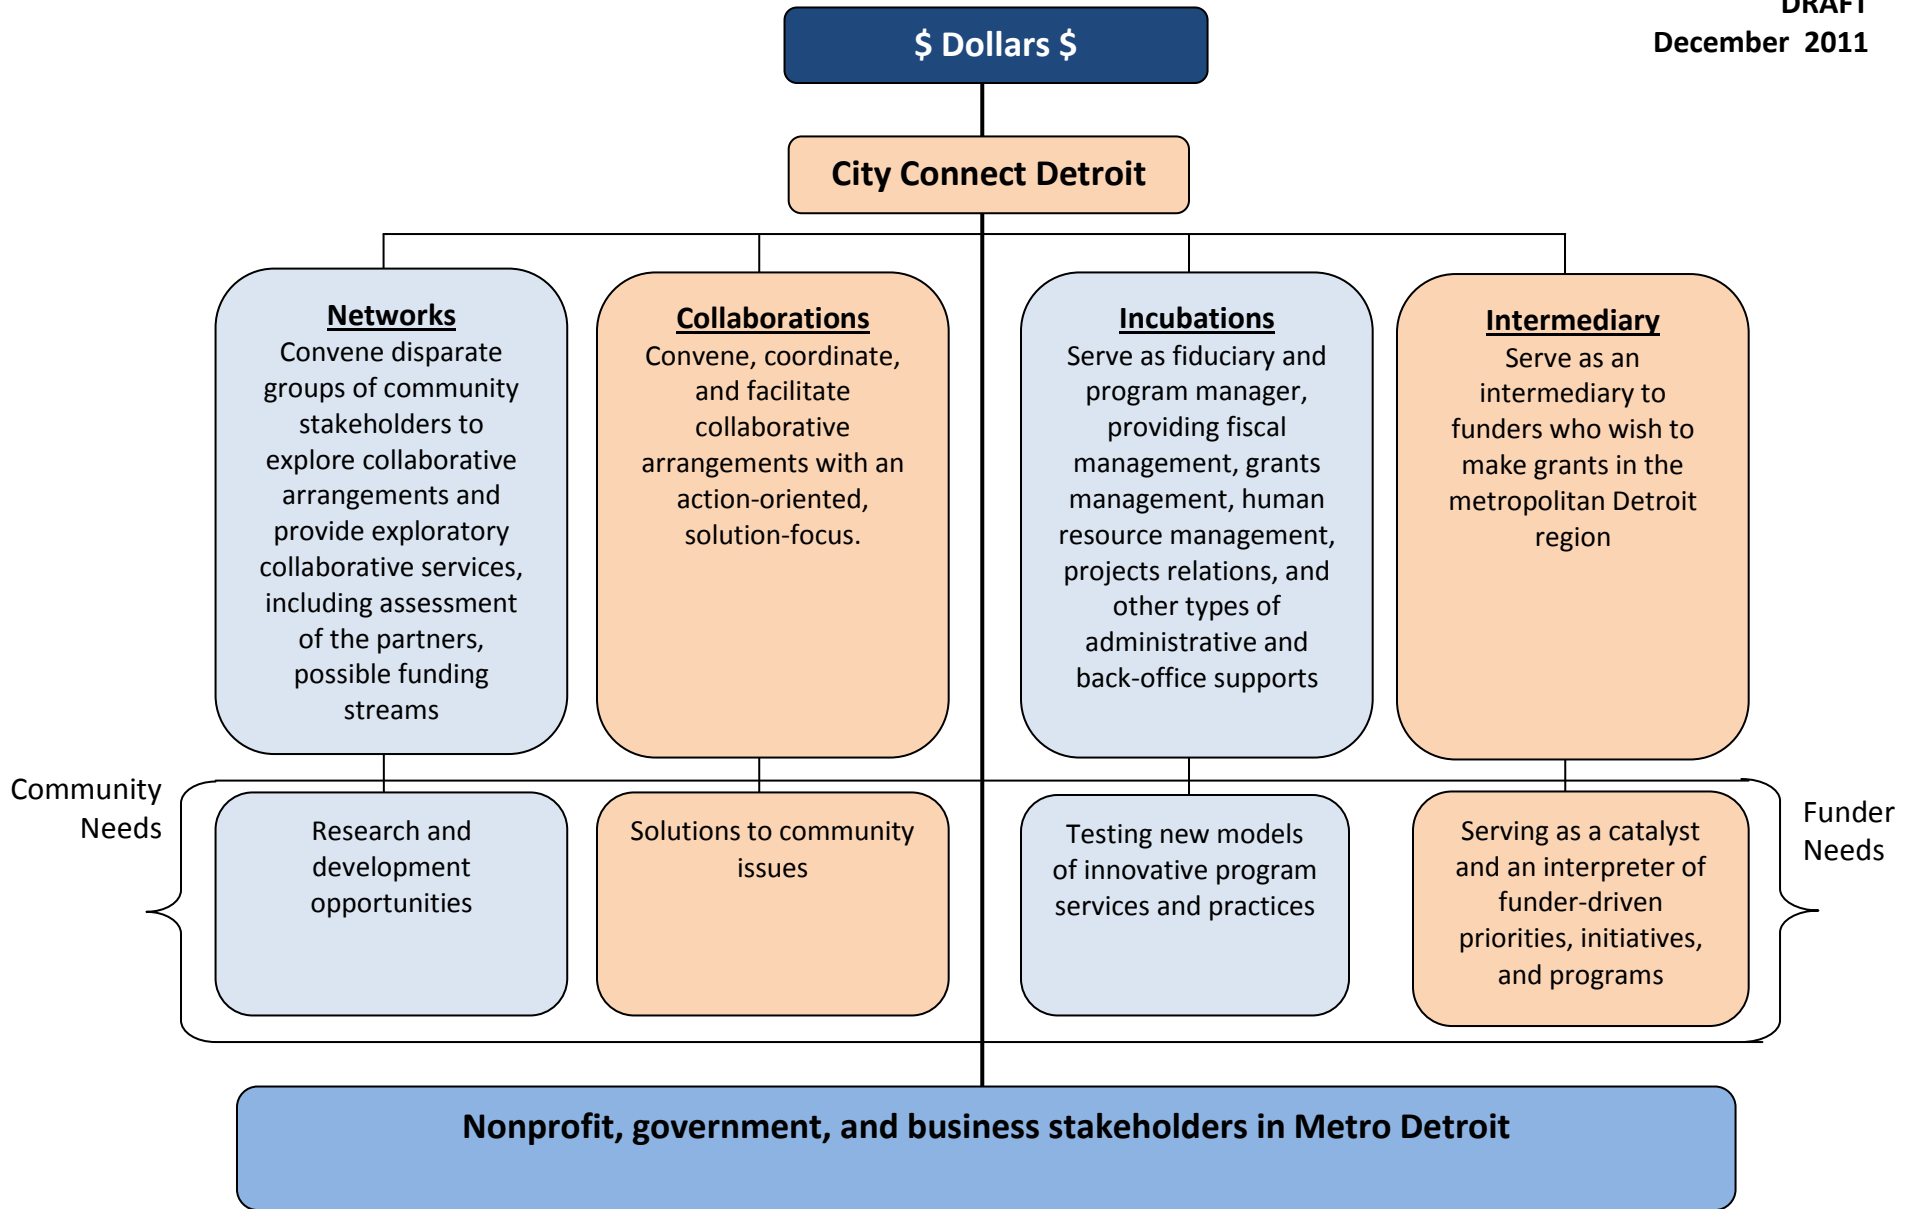 DRAFT
December 2011
$ Dollars $
City Connect Detroit
Networks
Convene disparate
groups of community
stakeholders to
explore collaborative
arrangements and
provide exploratory
collaborative services,
including assessment
of the partners,
possible funding
streams
Collaborations
Convene, coordinate,
and facilitate
collaborative
arrangements with an
action-oriented,
solution-focus.
Incubations
Serve as fiduciary and
program manager,
providing fiscal
management, grants
management, human
resource management,
projects relations, and
other types of
administrative and
back-office supports
Intermediary
Serve as an
intermediary to
funders who wish to
make grants in the
metropolitan Detroit
region
Community
Needs
Research and
development
opportunities
Solutions to community
issues
Testing new models
of innovative program
services and practices
Serving as a catalyst
and an interpreter of
funder-driven
priorities, initiatives,
and programs
Funder
Needs
Nonprofit, government, and business stakeholders in Metro Detroit